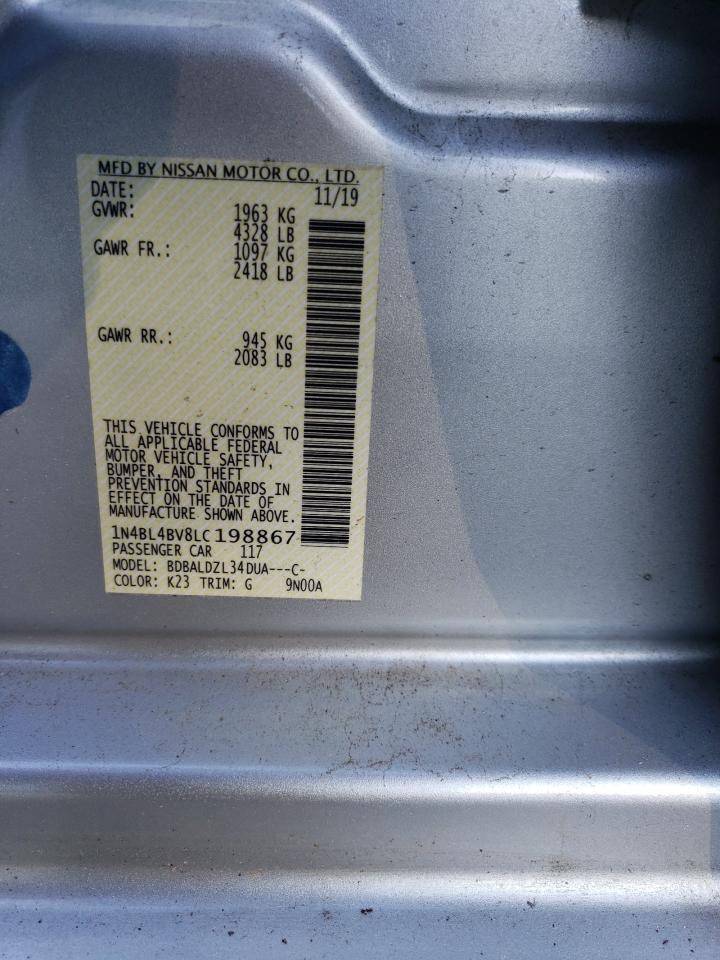 MFD BY NISSAN MOTOR CO., LTD.
DATE: 11/19
GVWR: 1963 KG
4328 LB
GAWR FR.: 1097 KG
2418 LB
GAWR RR.: 945 KG
2083 LB
THIS VEHICLE CONFORMS TO
ALL APPLICABLE FEDERAL
MOTOR VEHICLE SAFETY,
BUMPER, AND THEFT
PREVENTION STANDARDS IN
EFFECT ON THE DATE OF
MANUFACTURE SHOWN ABOVE.
1N4BL4BV8LC198867
PASSENGER CAR 117
MODEL: BDBALDZL34DUA---C-
COLOR: K23 TRIM: G 9N00A